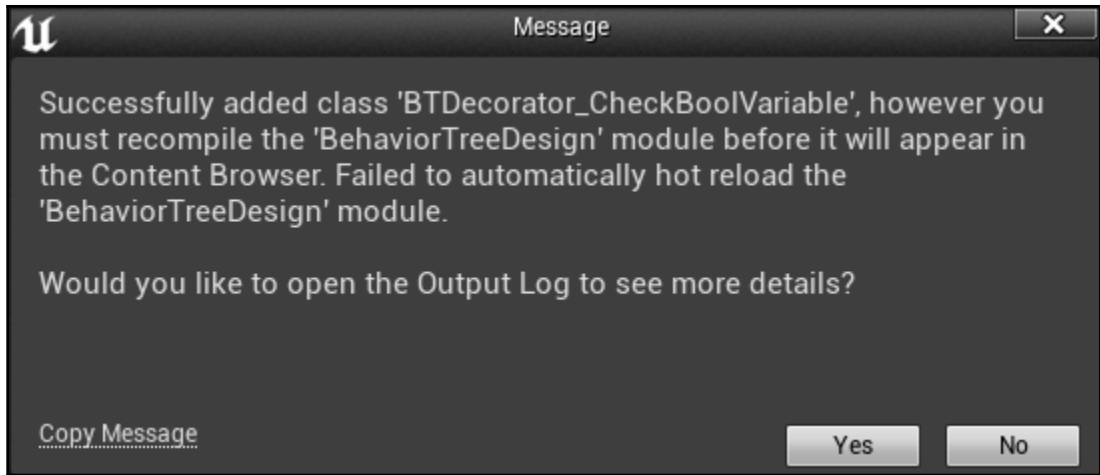 Message
Successfully added class 'BTDecorator_CheckBoolVariable', however you
must recompile the 'BehaviorTreeDesign' module before it will appear in
the Content Browser. Failed to automatically hot reload the
'BehaviorTreeDesign' module.
Would you like to open the Output Log to see more details?
Copy Message
Yes
No